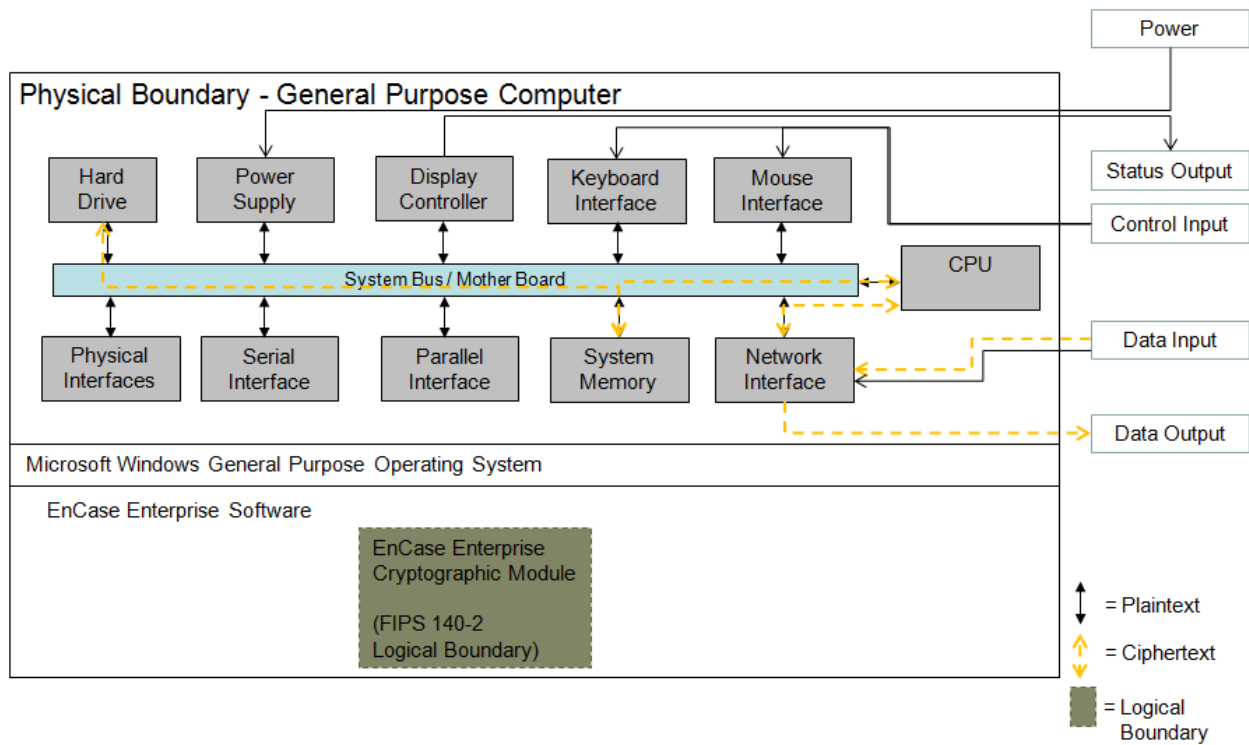 Power
Physical Boundary - General Purpose Computer
Hard
Drive
Power
Supply
Display
Controller
Keyboard
Interface
Mouse
Interface
Status Output
Control Input
System Bus / Mother Board
CPU
Physical
Interfaces
Serial
Interface
Parallel
Interface
System
Memory
Network
Interface
Data Input
Data Output
Microsoft Windows General Purpose Operating System
EnCase Enterprise Software
EnCase Enterprise
Cryptographic Module
(FIPS 140-2
Logical Boundary)
= Plaintext
= Ciphertext
= Logical
Boundary